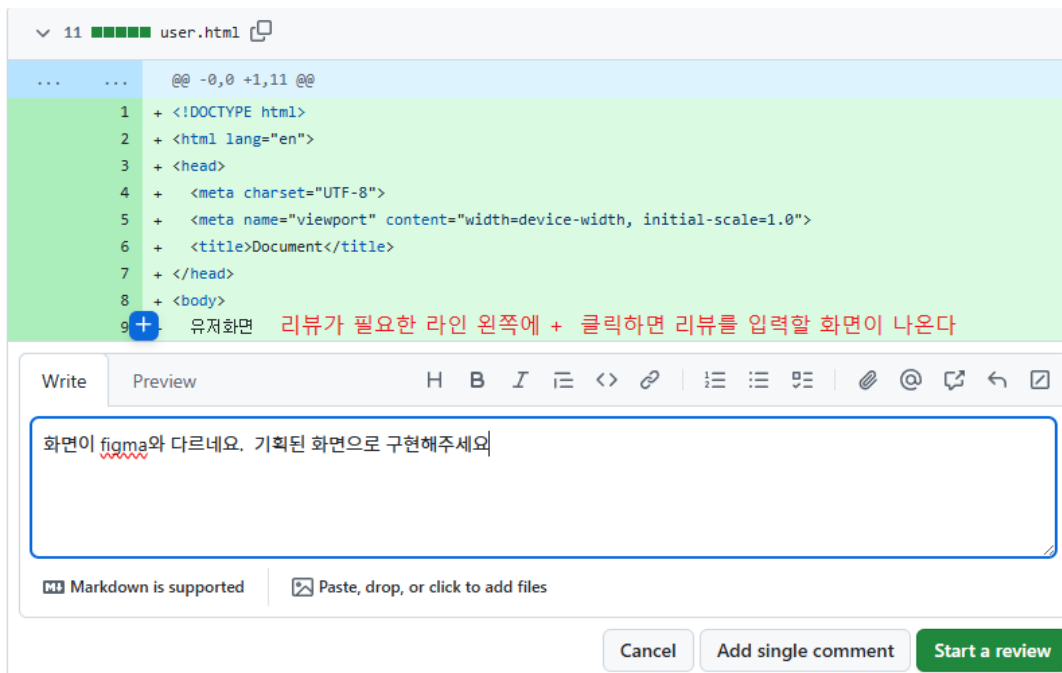 11 user.html
... ... @@ -0,0 +1,11 @@
1 + <!DOCTYPE html>
2 + <html lang="en">
3 + <head>
4 + <meta charset="UTF-8">
5 + <meta name="viewport" content="width=device-width, initial-scale=1.0">
6 + <title>Document</title>
7 + </head>
8 + <body>
9 + 유저화면 리뷰가 필요한 라인 왼쪽에 + 클릭하면 리뷰를 입력할 화면이 나온다
Write Preview
화면이 figma와 다르네요. 기획된 화면으로 구현해주세요
Markdown is supported Paste, drop, or click to add files
Cancel Add single comment Start a review